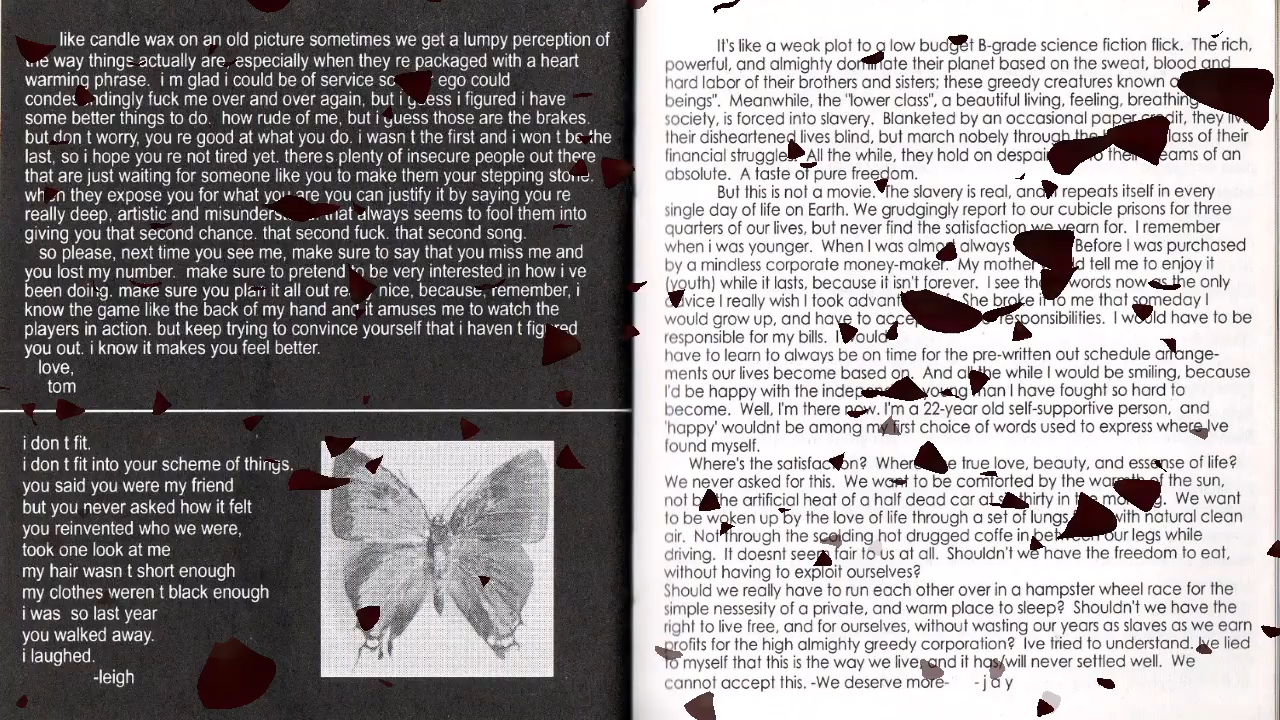 like candle wax on an old picture sometimes we get a lumpy perception of
way things actually are, especially when they re packaged with a heart
warming phrase. i m glad i could be of service so ego could
condescendingly fuck me over and over again, but i guess i figured i have
some better things to do. how rude of me, but i guess those are the brakes.
but don t worry, you re good at what you do. i wasn t the first and i won t be the
last, so i hope you re not tired yet. theres plenty of insecure people out there
that are just waiting for someone like you to make them your stepping stone.
when they expose you for what you are you can justify it by saying you re
really deep, artistic and that always seems to fool them into
giving you that second chance. that second fuck. that second song.
so please, next time you see me, make sure to say that you miss me and
you lost my number. make sure to pretend to be very interested in how i ve
been doing. make sure you plan it all out nice, because, remember, i
know the game like the back of my hand and it amuses me to watch the
players in action. but keep trying to convince yourself that i haven t figured
you out. i know it makes you feel better.
love,
tom
i don t fit.
i don t fit into your scheme of things.
you said you were my friend
but you never asked how it felt
you reinvented who we were,
took one look at me
my hair wasn t short enough
my clothes weren t black enough
i was so last year
you walked away.
i laughed.
-leigh
It's like a weak plot to a low budget B-grade science fiction flick. The rich,
powerful, and almighty dominate their planet based on the sweat, blood and
hard labor of their brothers and sisters; these greedy creatures known
beings". Meanwhile, the "lower class", a beautiful living, feeling, breathing
society, is forced into slavery. Blanketed by an occasional paper credit, they live
their disheartened lives blind, but march nobely through the of their
financial struggles. All the while, they hold on their dreams of an
absolute. A taste of pure freedom.
But this is not a movie. The slavery is real, and it repeats itself in every
single day of life on Earth. We grudgingly report to our cubicle prisons for three
quarters of our lives, but never find the satisfaction we yearn for. I remember
when i was younger. When I was almost always Before I was purchased
by a mindless corporate money-maker. My mother tell me to enjoy it
(youth) while it lasts, because it isn't forever. I see words now as the only
advice I really wish I took She broke it to me that someday I
would grow up, and have to accept responsibilities. I would have to be
responsible for my bills. I would
have to learn to always be on time for the pre-written out schedule arrange-
ments our lives become based on. And all the while I would be smiling, because
I'd be happy with the young man I have fought so hard to
become. Well, I'm there now. I'm a 22-year old self-supportive person, and
'happy' wouldnt be among my first choice of words used to express where Ive
found myself.
Where's the satisfaction? true love, beauty, and essense of life?
We never asked for this. We want to be comforted by the warmth of the sun,
not by the artificial heat of a half dead car at thirty in the morning. We want
to be woken up by the love of life through a set of lungs with natural clean
air. Not through the scolding hot drugged coffe in between our legs while
driving. It doesnt seem fair to us at all. Shouldn't we have the freedom to eat,
without having to exploit ourselves?
Should we really have to run each other over in a hampster wheel race for the
simple nessesity of a private, and warm place to sleep? Shouldn't we have the
right to live free, and for ourselves, without wasting our years as slaves as we earn
profits for the high almighty greedy corporation? Ive tried to understand. Ive lied
to myself that this is the way we live, and it has/will never settled well. We
cannot accept this. -We deserve more- - j a y